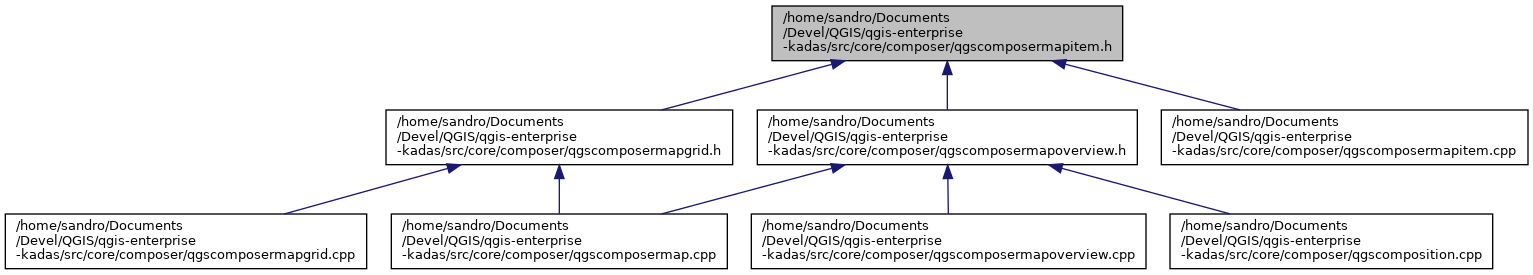 /home/sandro/Documents
/Devel/QGIS/qgis-enterprise
-kadas/src/core/composer/qgscomposermapitem.h
/home/sandro/Documents
/Devel/QGIS/qgis-enterprise
-kadas/src/core/composer/qgscomposermapgrid.h
/home/sandro/Documents
/Devel/QGIS/qgis-enterprise
-kadas/src/core/composer/qgscomposermapoverview.h
/home/sandro/Documents
/Devel/QGIS/qgis-enterprise
-kadas/src/core/composer/qgscomposermapitem.cpp
/home/sandro/Documents
/Devel/QGIS/qgis-enterprise
-kadas/src/core/composer/qgscomposermapgrid.cpp
/home/sandro/Documents
/Devel/QGIS/qgis-enterprise
-kadas/src/core/composer/qgscomposermap.cpp
/home/sandro/Documents
/Devel/QGIS/qgis-enterprise
-kadas/src/core/composer/qgscomposermapoverview.cpp
/home/sandro/Documents
/Devel/QGIS/qgis-enterprise
-kadas/src/core/composer/qgscomposition.cpp